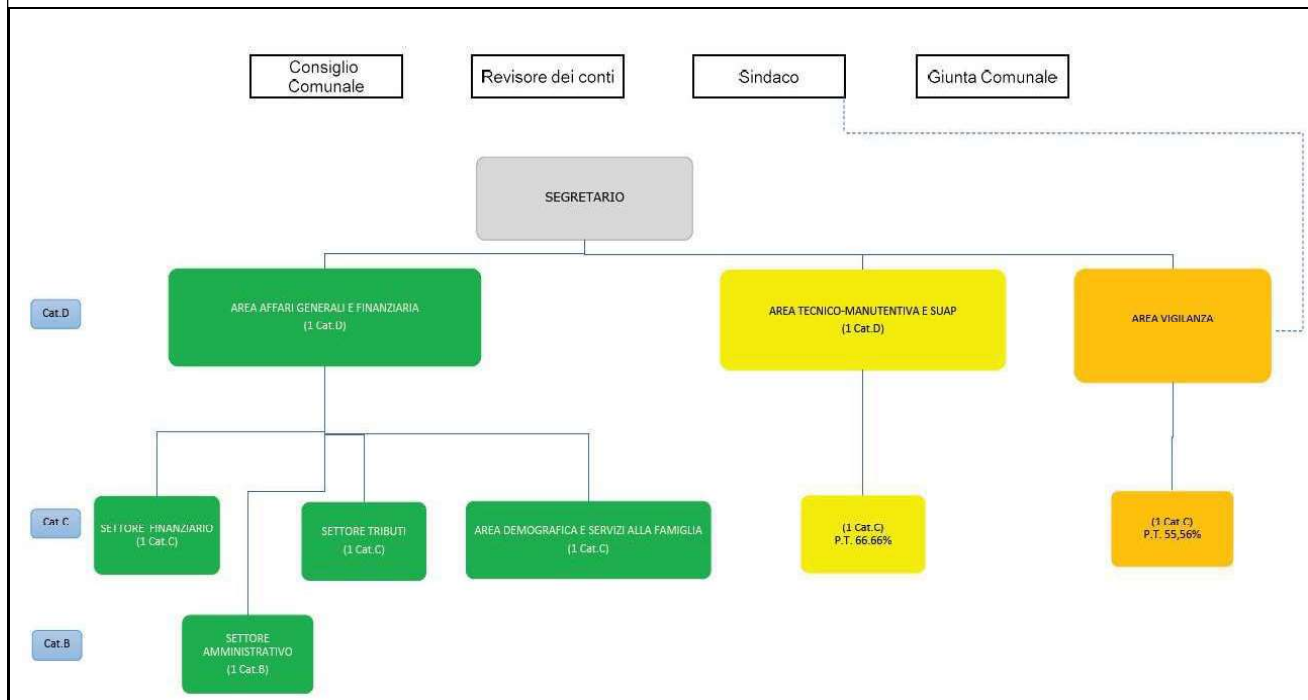 Consiglio
Comunale
Revisore dei conti
Sindaco
Giunta Comunale
SEGRETARIO
Cat.D
AREA AFFARI GENERALI E FINANZIARIA
(1 Cat.D)
AREA TECNICO-MANUTENTIVA E SUAP
(1 Cat.D)
AREA VIGILANZA
Cat.C
SETTORE FINANZIARIO
(1 Cat.C)
SETTORE TRIBUTI
(1 Cat.C)
AREA DEMOGRAFICA E SERVIZI ALLA FAMIGLIA
(1 Cat.C)
(1 Cat.C)
P.T. 66.66%
(1 Cat.C)
P.T. 55,56%
Cat.B
SETTORE
AMMINISTRATIVO
(1 Cat.B)